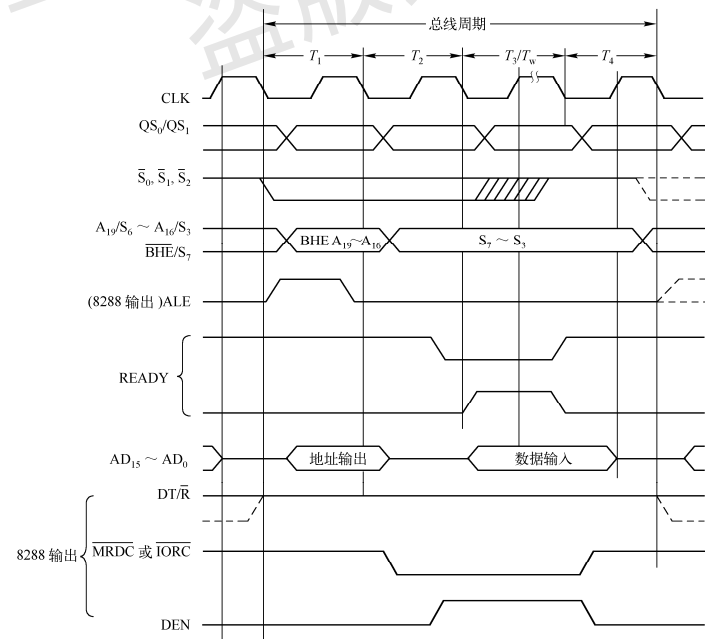 总线周期
T₁ T₂ T₃/T_w T₄
CLK
QS₀/QS₁
S̅₀, S̅₁, S̅₂
A₁₉/S₆ ～ A₁₆/S₃
B̅H̅E̅/S₇
BHE A₁₉~A₁₆
S₇ ～ S₃
(8288 输出)ALE
READY
AD₁₅ ～ AD₀
地址输出
数据输入
DT/R̅
8288 输出
M̅R̅D̅C̅ 或 I̅O̅R̅C̅
DEN